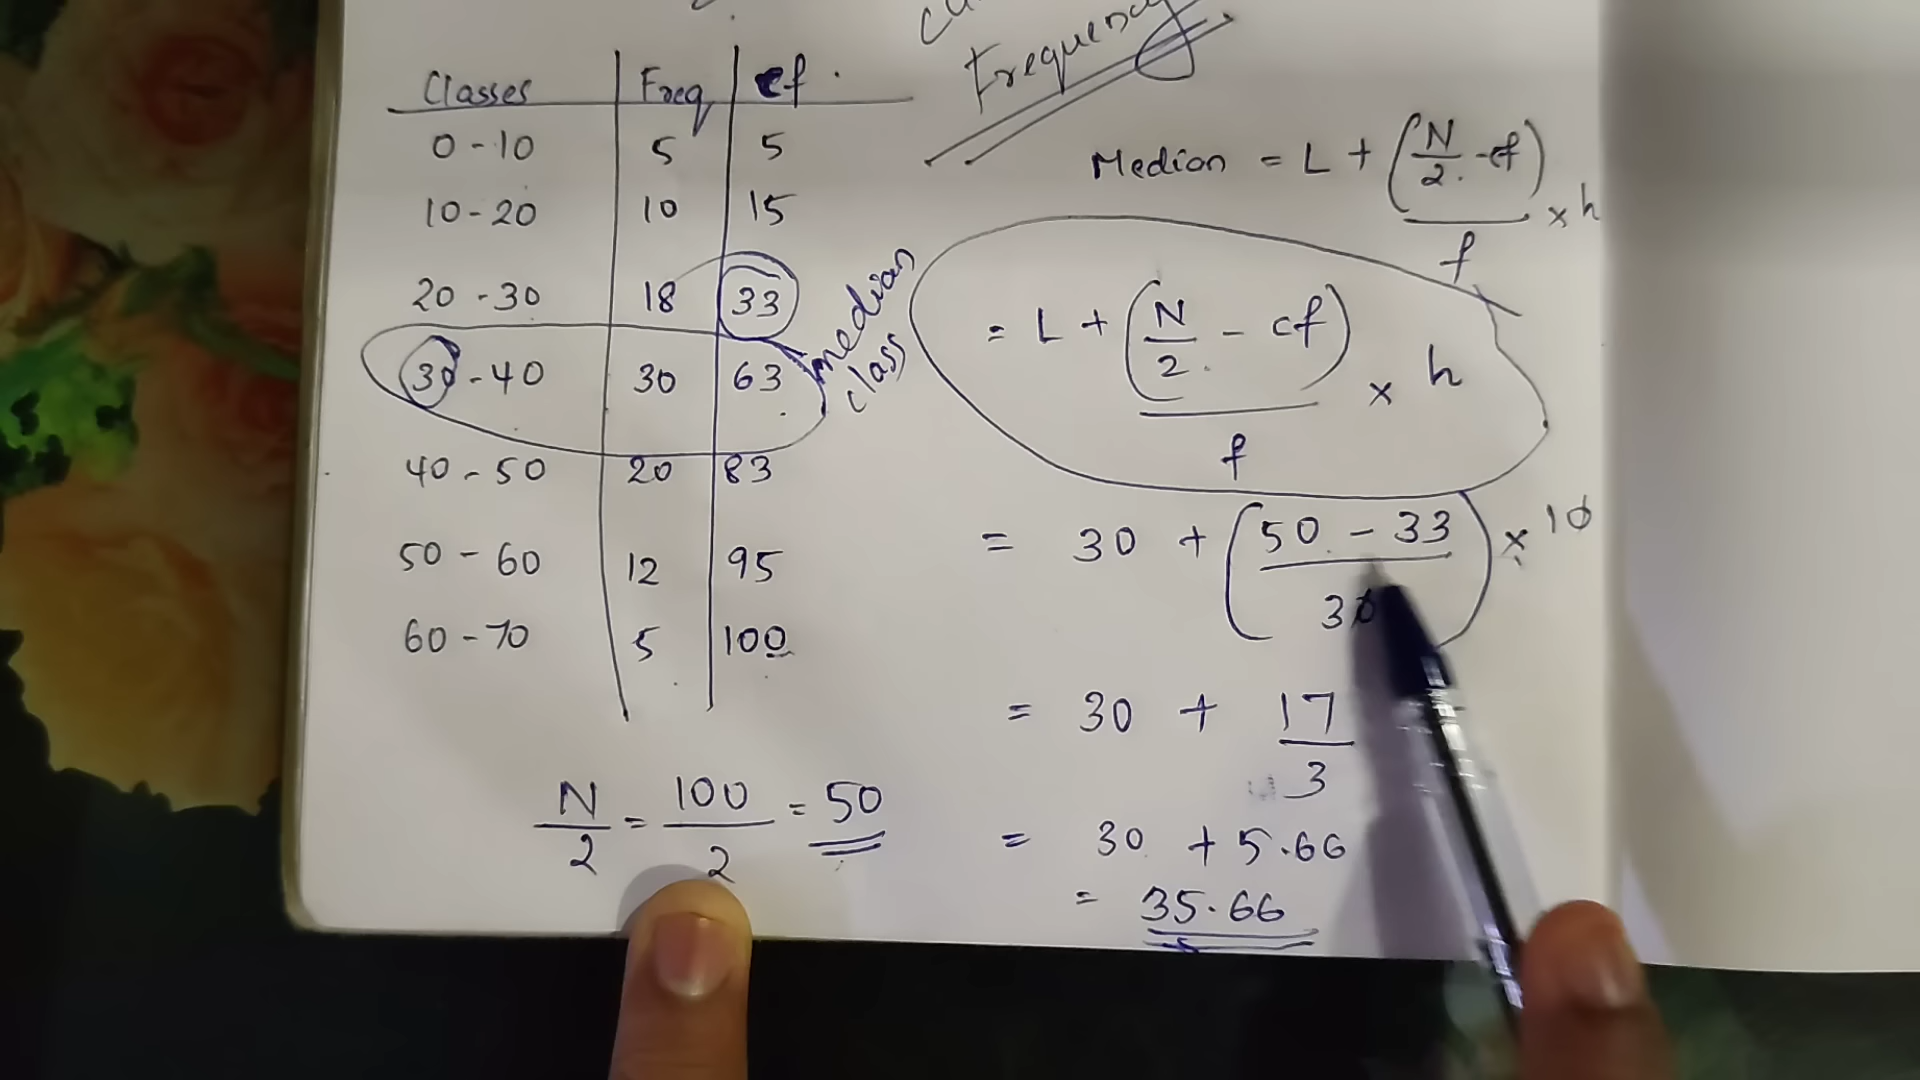 Frequency
Classes Freq cf
0-10 5 5
10-20 10 15
20-30 18 33
30-40 30 63
40-50 20 83
50-60 12 95
60-70 5 100
median
class
N/2 = 100/2 = 50
Median = L + (N/2 - cf)/f × h
= L + (N/2 - cf)/f × h
= 30 + (50 - 33/30) × 10
= 30 + 17/3
= 30 + 5.66
= 35.66